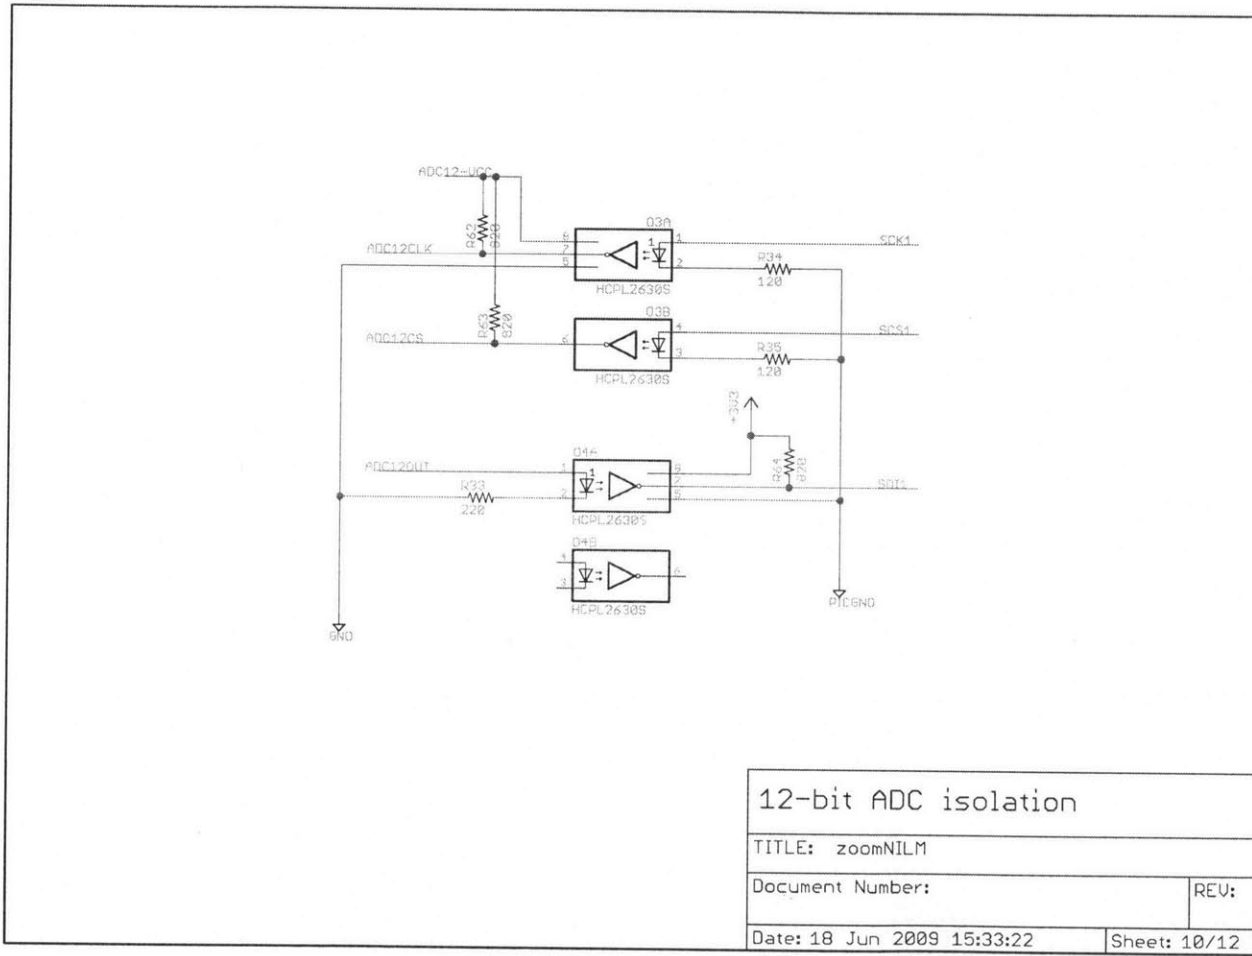 ADC12-VCC
R62
820
O3A
8
1
1
SCK1
ADC12CLK
7
2
R34
5
120
HCPL2630S
R63
820
O3B
4
SCS1
ADC12CS
6
3
R35
120
HCPL2630S
+3V3
O4A
ADC12OUT
1
1
8
R64
820
R33
2
7
SDI1
220
5
HCPL2630S
O4B
4
6
3
HCPL2630S
PICGND
GND
12-bit ADC isolation
TITLE: zoomNILM
Document Number:
REV:
Date: 18 Jun 2009 15:33:22
Sheet: 10/12